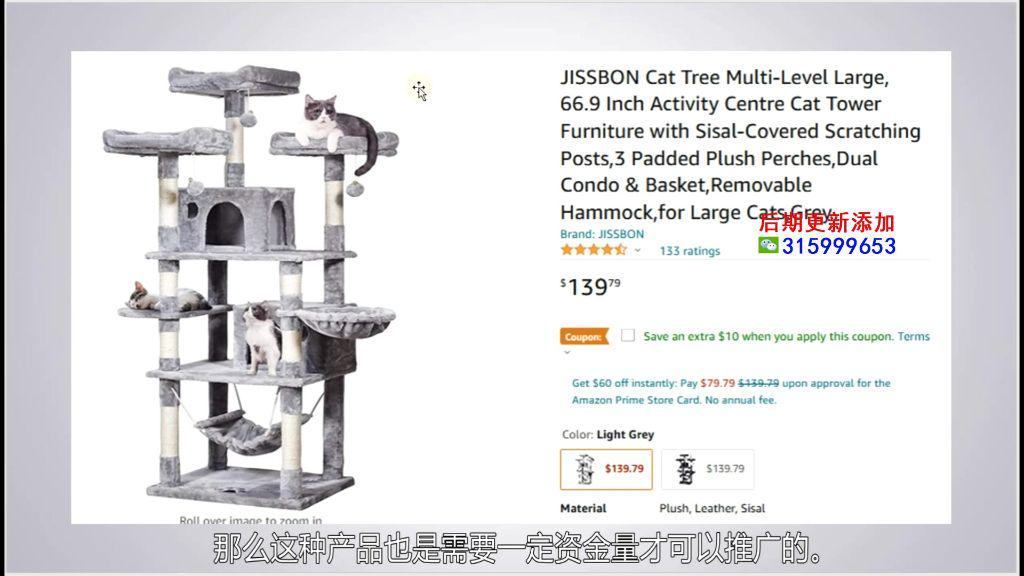 JISSBON Cat Tree Multi-Level Large,
66.9 Inch Activity Centre Cat Tower
Furniture with Sisal-Covered Scratching
Posts,3 Padded Plush Perches,Dual
Condo & Basket,Removable
Hammock,for Large Cats,Grey
后期更新添加
315999653
Brand: JISSBON
133 ratings
$13979
Coupon: Save an extra $10 when you apply this coupon. Terms
Get $60 off instantly: Pay $79.79 $139.79 upon approval for the
Amazon Prime Store Card. No annual fee.
Color: Light Grey
$139.79 $139.79
Material Plush, Leather, Sisal
Roll over image to zoom in
那么这种产品也是需要一定资金量才可以推广的。